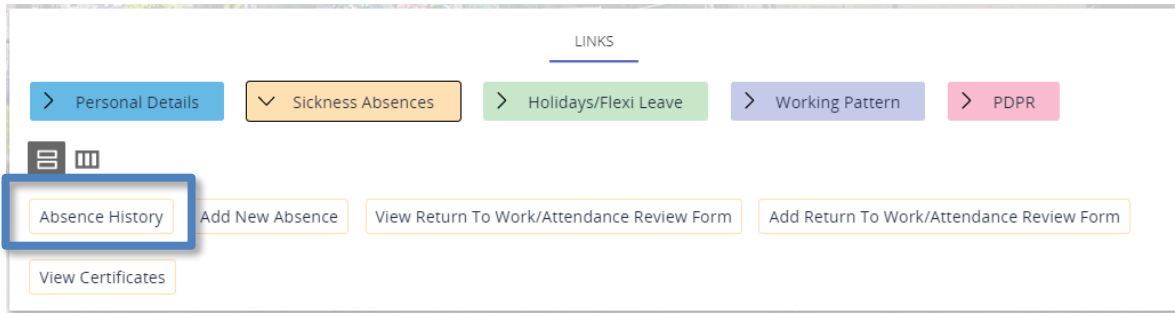 LINKS
Personal Details Sickness Absences Holidays/Flexi Leave Working Pattern PDPR
Absence History Add New Absence View Return To Work/Attendance Review Form Add Return To Work/Attendance Review Form
View Certificates